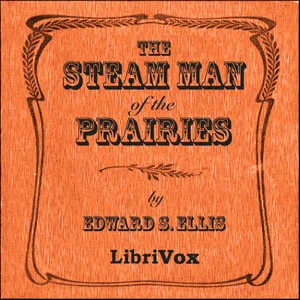 THE
STEAM MAN
of the
PRAIRIES
by
EDWARD S. ELLIS
LibriVox